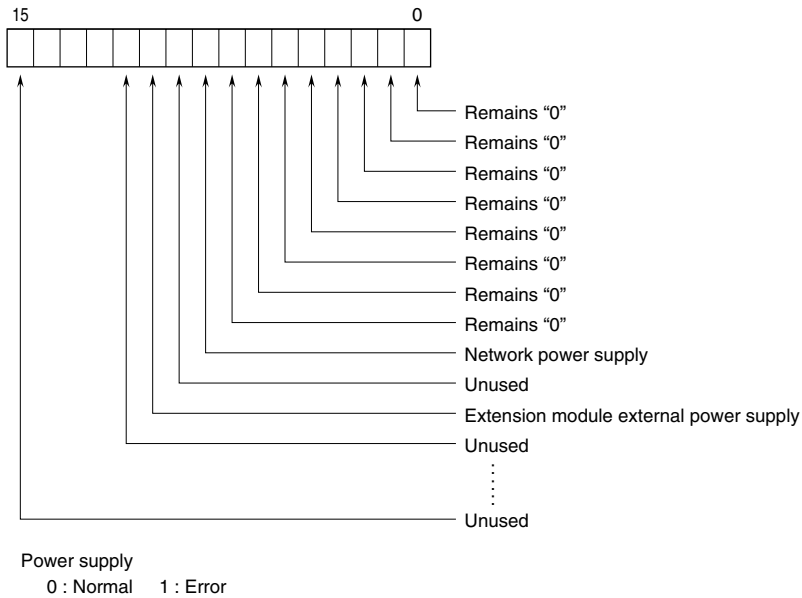 15 0
Remains “0”
Remains “0”
Remains “0”
Remains “0”
Remains “0”
Remains “0”
Remains “0”
Remains “0”
Network power supply
Unused
Extension module external power supply
Unused
Unused
Power supply
0 : Normal 1 : Error